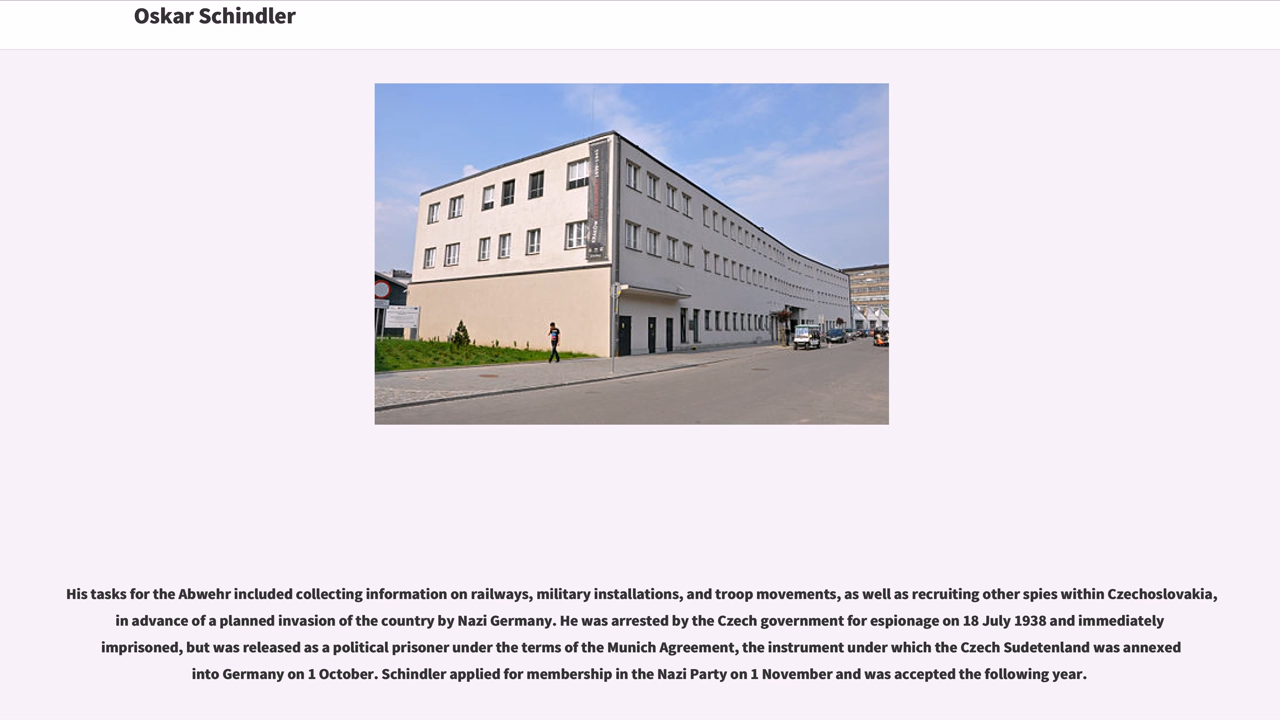 Oskar Schindler
His tasks for the Abwehr included collecting information on railways, military installations, and troop movements, as well as recruiting other spies within Czechoslovakia,
in advance of a planned invasion of the country by Nazi Germany. He was arrested by the Czech government for espionage on 18 July 1938 and immediately
imprisoned, but was released as a political prisoner under the terms of the Munich Agreement, the instrument under which the Czech Sudetenland was annexed
into Germany on 1 October. Schindler applied for membership in the Nazi Party on 1 November and was accepted the following year.